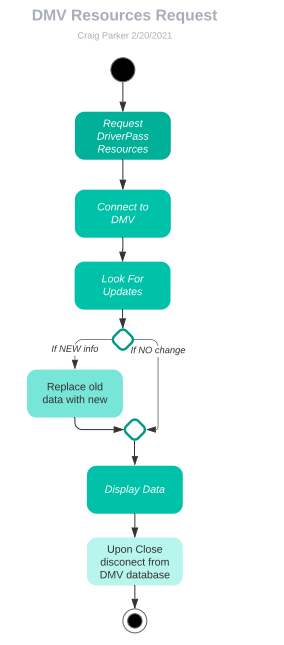 DMV Resources Request
Craig Parker 2/20/2021
Request
DriverPass
Resources
Connect to
DMV
Look For
Updates
If NEW info
If NO change
Replace old
data with new
Display Data
Upon Close
disconect from
DMV database